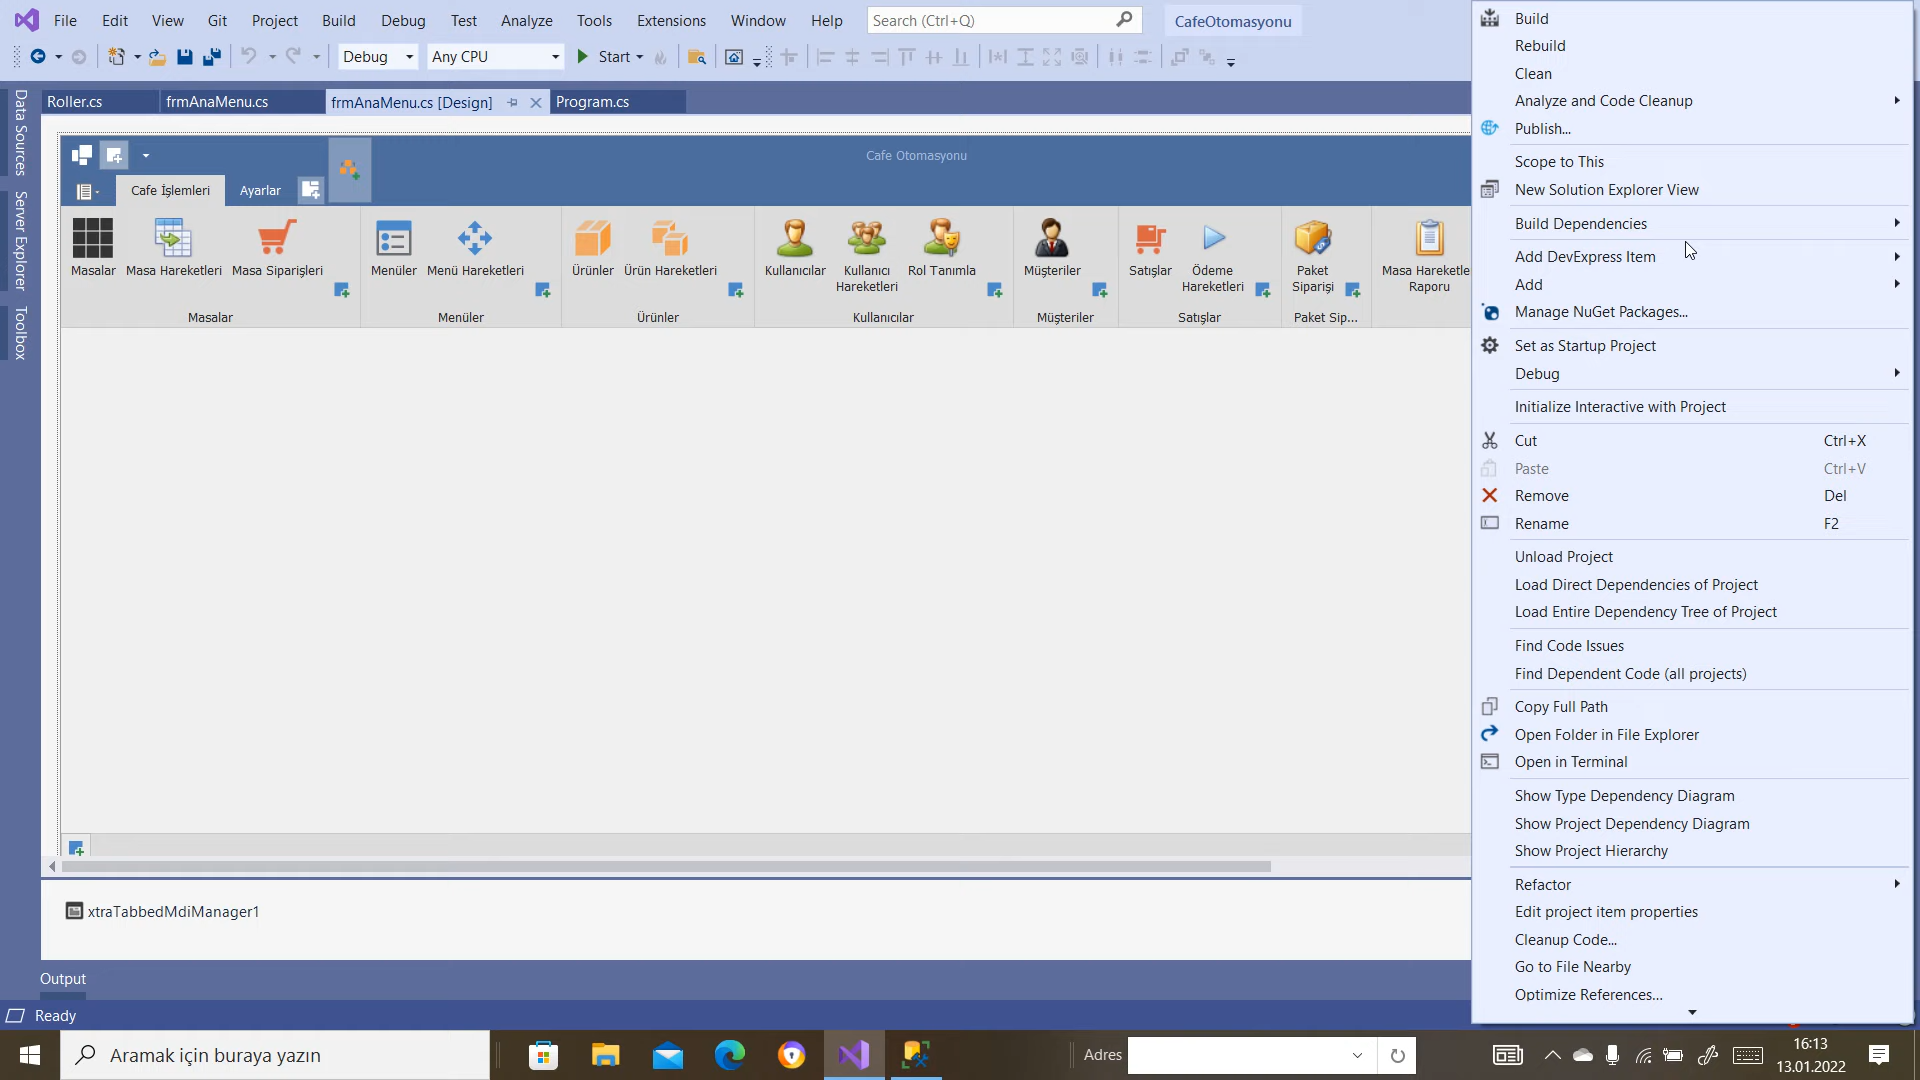 File Edit View Git Project Build Debug Test Analyze Tools Extensions Window Help Search (Ctrl+Q) CafeOtomasyonu
Debug Any CPU Start
Data Sources
Server Explorer
Toolbox
Roller.cs frmAnaMenu.cs frmAnaMenu.cs [Design] Program.cs
Cafe Otomasyonu
Cafe İşlemleri Ayarlar
Masalar Masa Hareketleri Masa Siparişleri Menüler Menü Hareketleri Ürünler Ürün Hareketleri Kullanıcılar Kullanıcı Rol Tanımla Müşteriler Satışlar Ödeme Paket Masa Hareketle
Hareketleri Hareketleri Siparişi Raporu
Masalar Menüler Ürünler Kullanıcılar Müşteriler Satışlar Paket Sip...
xtraTabbedMdiManager1
Output
Ready
Build
Rebuild
Clean
Analyze and Code Cleanup
Publish...
Scope to This
New Solution Explorer View
Build Dependencies
Add DevExpress Item
Add
Manage NuGet Packages...
Set as Startup Project
Debug
Initialize Interactive with Project
Cut Ctrl+X
Paste Ctrl+V
Remove Del
Rename F2
Unload Project
Load Direct Dependencies of Project
Load Entire Dependency Tree of Project
Find Code Issues
Find Dependent Code (all projects)
Copy Full Path
Open Folder in File Explorer
Open in Terminal
Show Type Dependency Diagram
Show Project Dependency Diagram
Show Project Hierarchy
Refactor
Edit project item properties
Cleanup Code...
Go to File Nearby
Optimize References...
Aramak için buraya yazın
Adres
16:13
13.01.2022